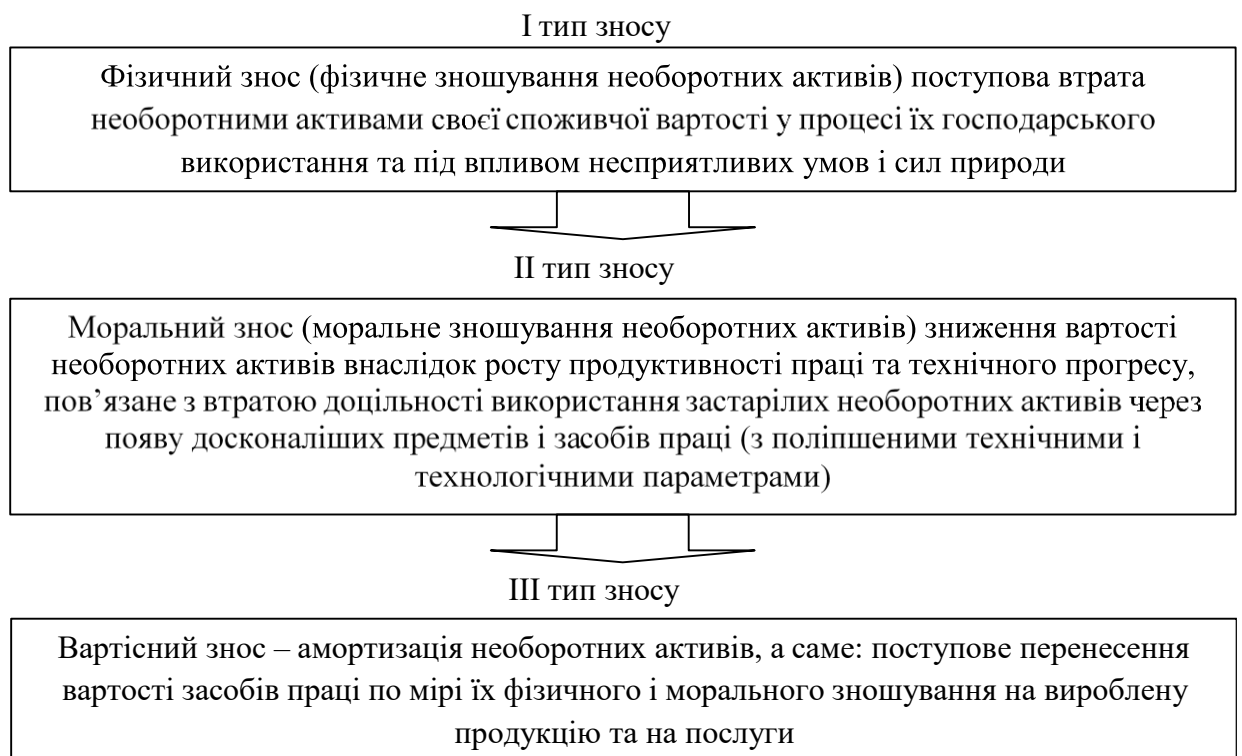 І тип зносу
Фізичний знос (фізичне зношування необоротних активів) поступова втрата
необоротними активами своєї споживчої вартості у процесі їх господарського
використання та під впливом несприятливих умов і сил природи
ІІ тип зносу
Моральний знос (моральне зношування необоротних активів) зниження вартості
необоротних активів внаслідок росту продуктивності праці та технічного прогресу,
пов’язане з втратою доцільності використання застарілих необоротних активів через
появу досконаліших предметів і засобів праці (з поліпшеними технічними і
технологічними параметрами)
ІІІ тип зносу
Вартісний знос – амортизація необоротних активів, а саме: поступове перенесення
вартості засобів праці по мірі їх фізичного і морального зношування на вироблену
продукцію та на послуги